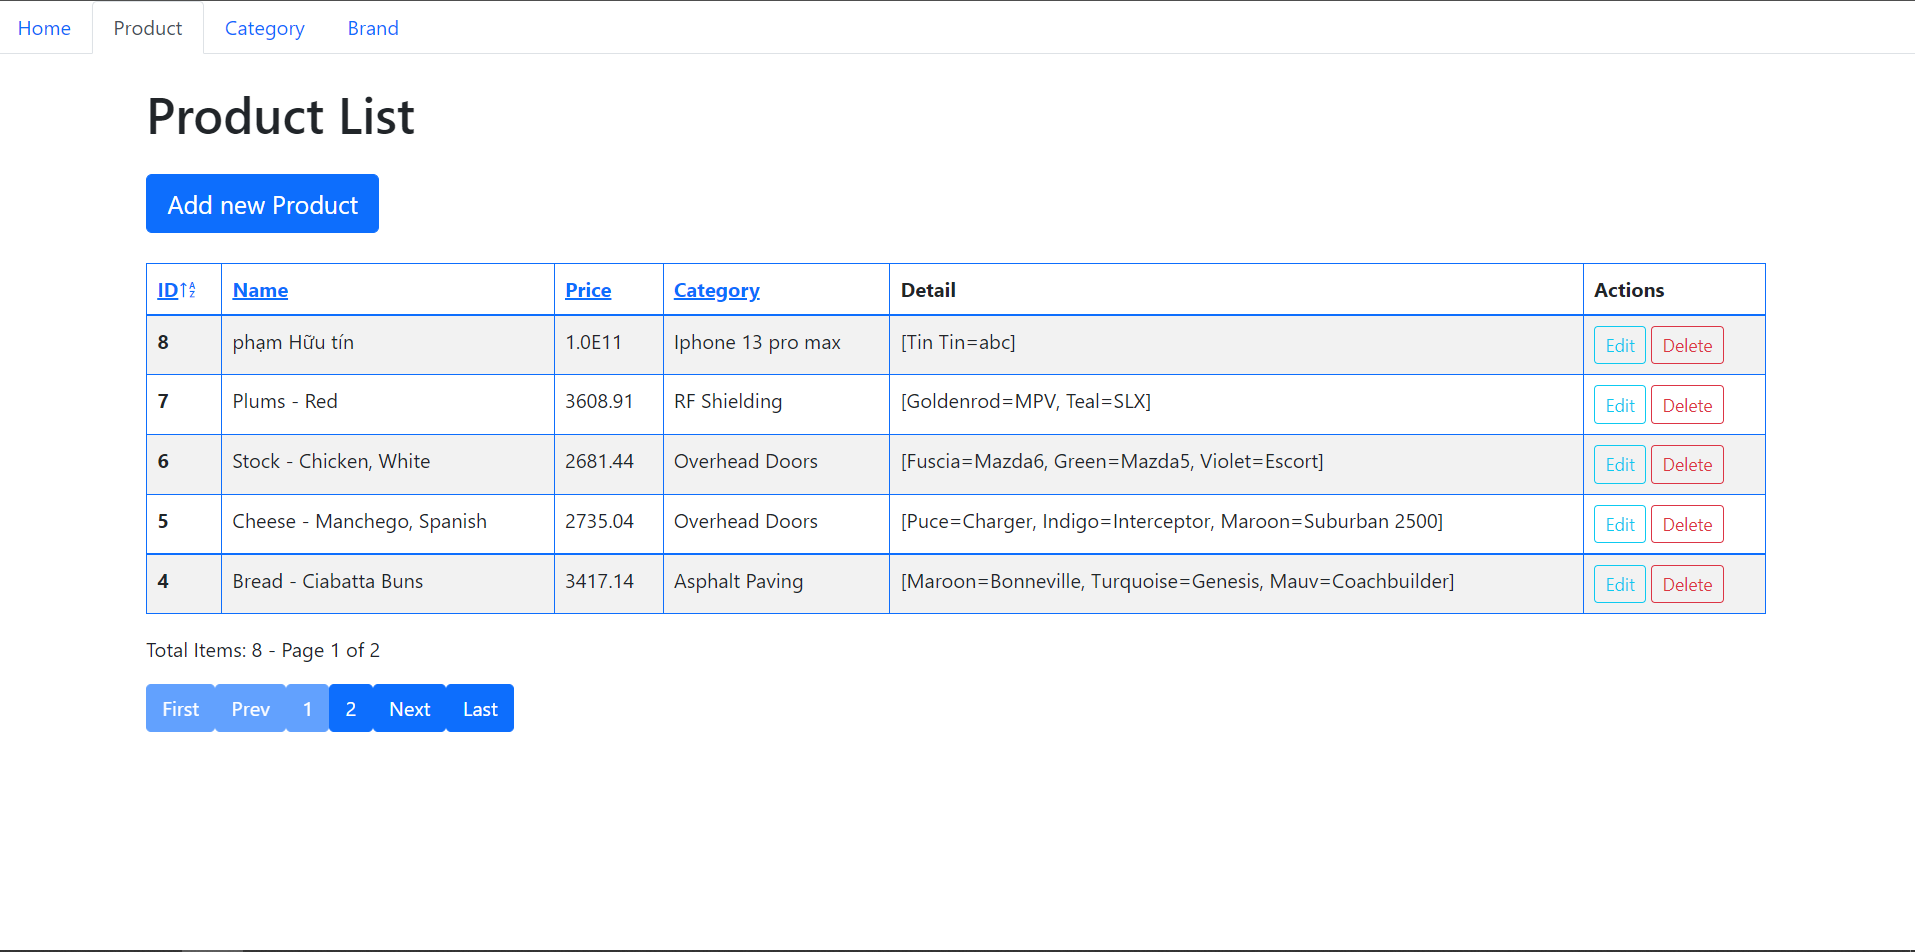 Home Product Category Brand
Product List
Add new Product
ID Name Price Category Detail Actions
8 phạm Hữu tín 1.0E11 Iphone 13 pro max [Tin Tin=abc] Edit Delete
7 Plums - Red 3608.91 RF Shielding [Goldenrod=MPV, Teal=SLX] Edit Delete
6 Stock - Chicken, White 2681.44 Overhead Doors [Fuscia=Mazda6, Green=Mazda5, Violet=Escort] Edit Delete
5 Cheese - Manchego, Spanish 2735.04 Overhead Doors [Puce=Charger, Indigo=Interceptor, Maroon=Suburban 2500] Edit Delete
4 Bread - Ciabatta Buns 3417.14 Asphalt Paving [Maroon=Bonneville, Turquoise=Genesis, Mauv=Coachbuilder] Edit Delete
Total Items: 8 - Page 1 of 2
First Prev 1 2 Next Last